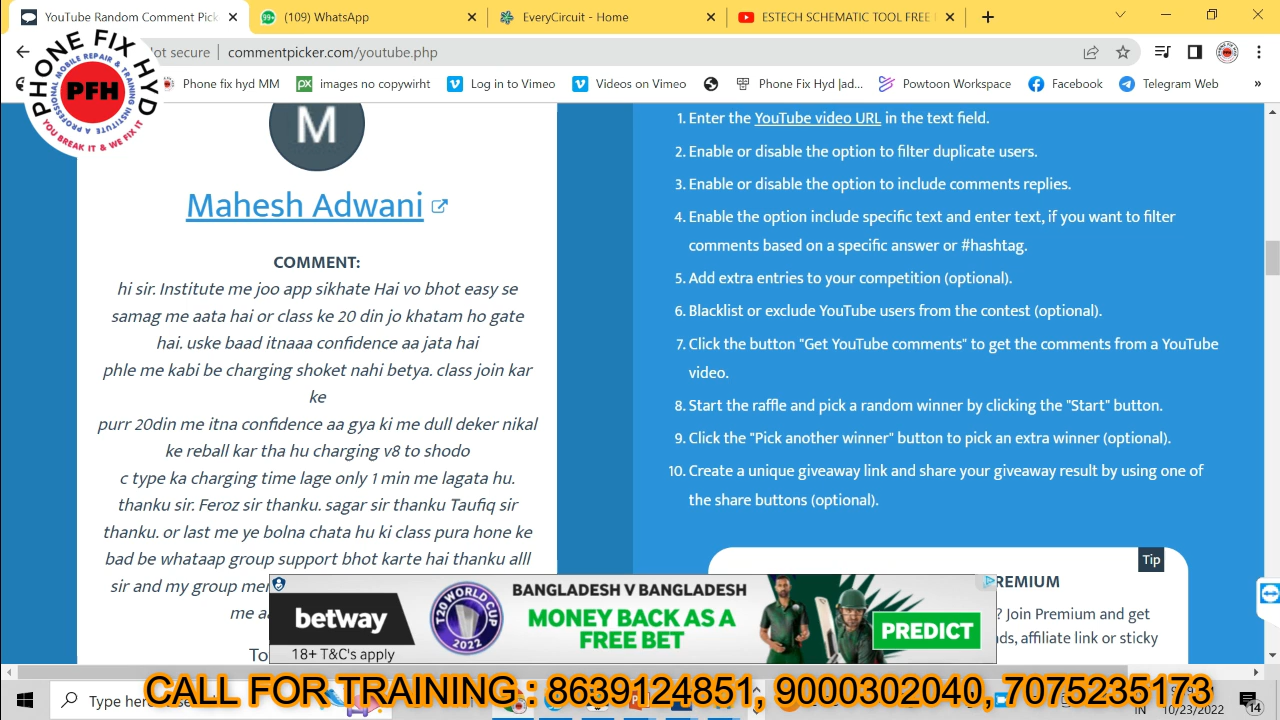 YouTube Random Comment Pick
(109) WhatsApp
EveryCircuit - Home
ESTECH SCHEMATIC TOOL FREE
ot secure
commentpicker.com/youtube.php
PHONE FIX HYD
A PROFESSIONAL MOBILE REPAIR & TRAINING INSTITUTE
PFH
YOU BREAK IT & WE FIX IT
Phone fix hyd MM
images no copywirht
Log in to Vimeo
Videos on Vimeo
Phone Fix Hy[ad...
Powtoon Workspace
Facebook
Telegram Web
»
M
Mahesh Adwani
COMMENT:
hi sir. Institute me joo app sikhate Hai vo bhot easy se
samag me aata hai or class ke 20 din jo khatam ho gate
hai. uske baad itnaaa confidence aa jata hai
phle me kabi be charging shoket nahi betya. class join kar
ke
purr 20din me itna confidence aa gya ki me dull deker nikal
ke reball kar tha hu charging v8 to shodo
c type ka charging time lage only 1 min me lagata hu.
thanku sir. Feroz sir thanku. sagar sir thanku Taufiq sir
thanku. or last me ye bolna chata hu ki class pura hone ke
bad be whataap group support bhot karte hai thanku alll
sir and my group mer
me aa
To
1. Enter the YouTube video URL in the text field.
2. Enable or disable the option to filter duplicate users.
3. Enable or disable the option to include comments replies.
4. Enable the option include specific text and enter text, if you want to filter
comments based on a specific answer or #hashtag.
5. Add extra entries to your competition (optional).
6. Blacklist or exclude YouTube users from the contest (optional).
7. Click the button "Get YouTube comments" to get the comments from a YouTube
video.
8. Start the raffle and pick a random winner by clicking the "Start" button.
9. Click the "Pick another winner" button to pick an extra winner (optional).
10. Create a unique giveaway link and share your giveaway result by using one of
the share buttons (optional).
Tip
REMIUM
? Join Premium and get
ds, affiliate link or sticky
betway
18+ T&C's apply
T20 WORLD CUP
2022
BANGLADESH V BANGLADESH
MONEY BACK AS A
FREE BET
PREDICT
Type here
CALL FOR TRAINING : 8639124851, 9000302040, 7075235173
IN
10/23/2022
14